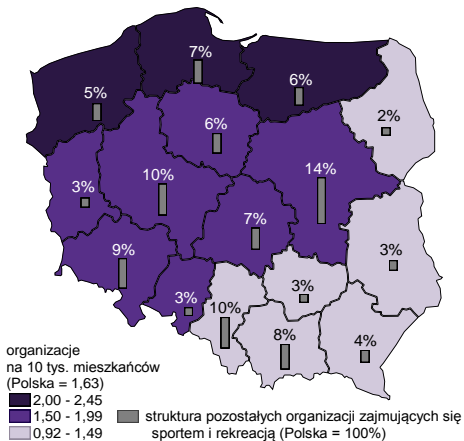 7%
5%
6%
2%
6%
3%
10%
14%
7%
9%
3%
3%
3%
10%
8%
4%
organizacje
na 10 tys. mieszkańców
(Polska = 1,63)
2,00 - 2,45
1,50 - 1,99
0,92 - 1,49
struktura pozostałych organizacji zajmujących się
sportem i rekreacją (Polska = 100%)